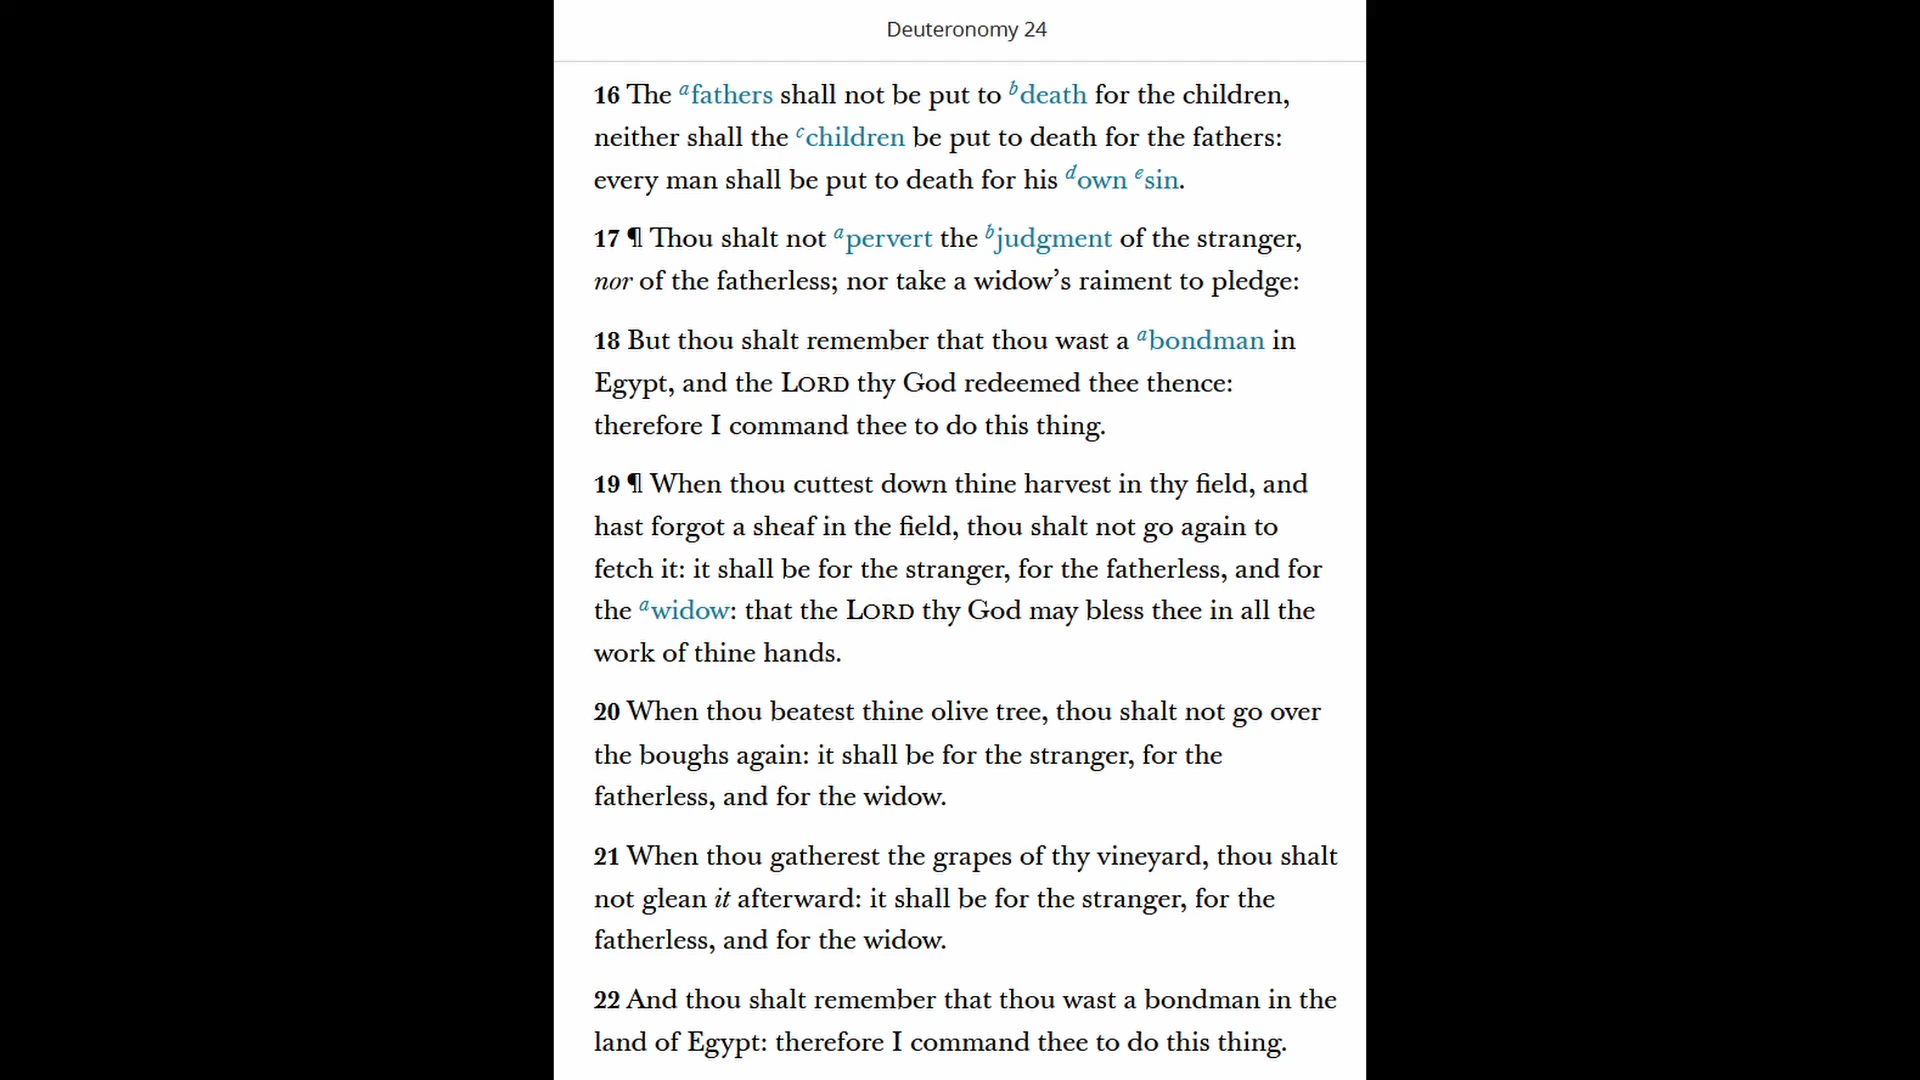 Deuteronomy 24
16 The a fathers shall not be put to b death for the children,
neither shall the c children be put to death for the fathers:
every man shall be put to death for his d own e sin.
17 ¶ Thou shalt not a pervert the b judgment of the stranger,
nor of the fatherless; nor take a widow’s raiment to pledge:
18 But thou shalt remember that thou wast a a bondman in
Egypt, and the LORD thy God redeemed thee thence:
therefore I command thee to do this thing.
19 ¶ When thou cuttest down thine harvest in thy field, and
hast forgot a sheaf in the field, thou shalt not go again to
fetch it: it shall be for the stranger, for the fatherless, and for
the a widow: that the LORD thy God may bless thee in all the
work of thine hands.
20 When thou beatest thine olive tree, thou shalt not go over
the boughs again: it shall be for the stranger, for the
fatherless, and for the widow.
21 When thou gatherest the grapes of thy vineyard, thou shalt
not glean it afterward: it shall be for the stranger, for the
fatherless, and for the widow.
22 And thou shalt remember that thou wast a bondman in the
land of Egypt: therefore I command thee to do this thing.